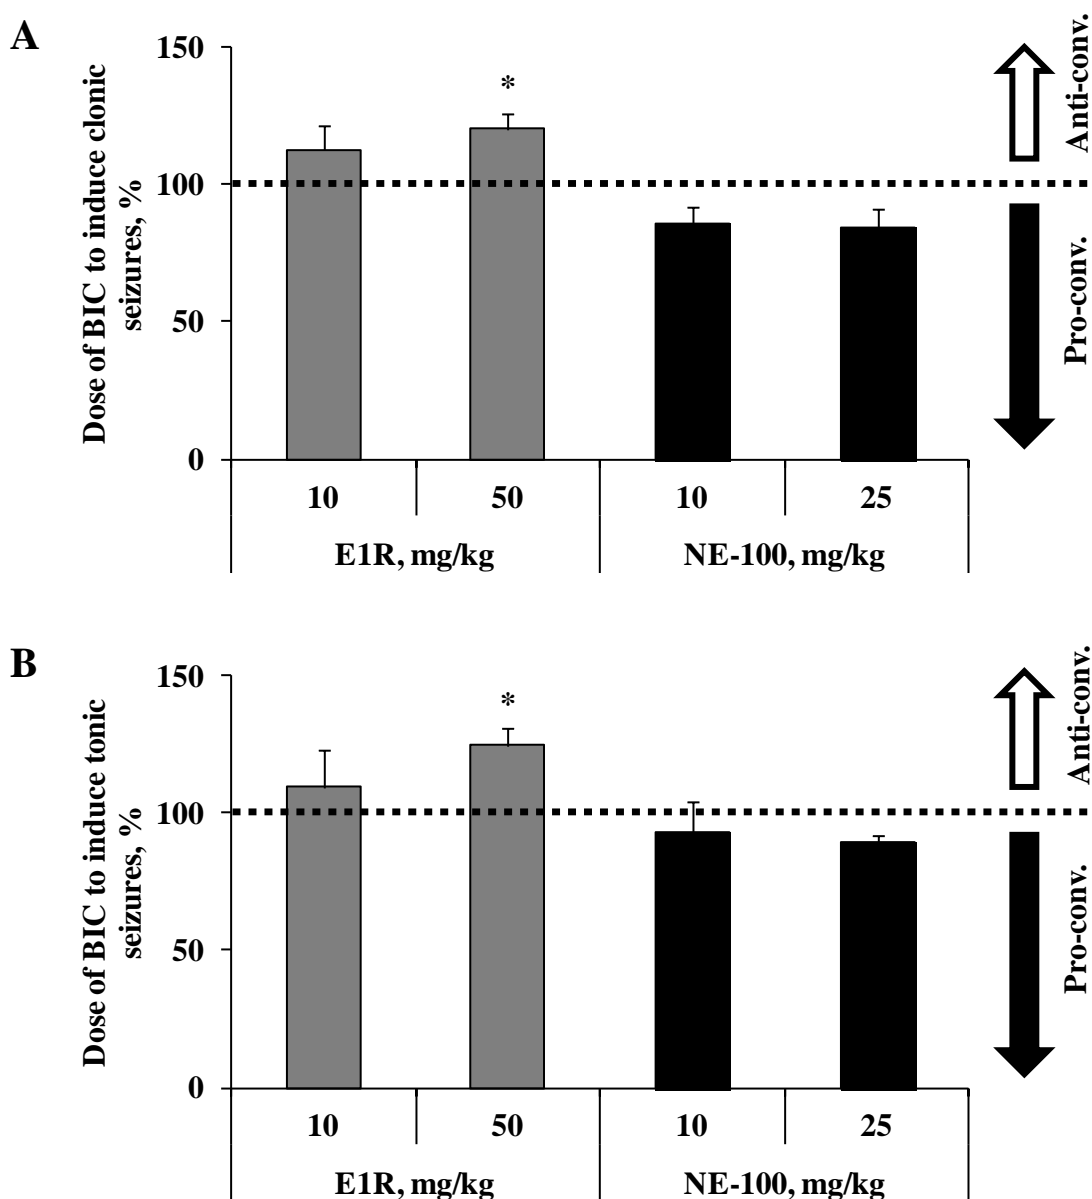 A
Dose of BIC to induce clonic
seizures, %
150
100
50
0
*
10
50
10
25
E1R, mg/kg
NE-100, mg/kg
Anti-conv.
Pro-conv.
B
Dose of BIC to induce tonic
seizures, %
150
100
50
0
*
10
50
10
25
E1R, mg/kg
NE-100, mg/kg
Anti-conv.
Pro-conv.